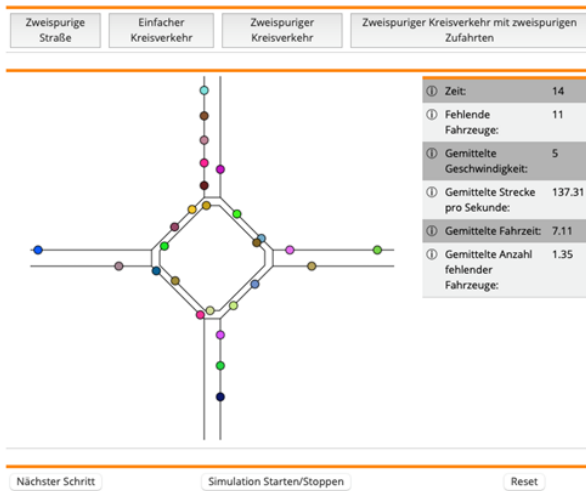 Zweispurige
Straße
Einfacher
Kreisverkehr
Zweispuriger
Kreisverkehr
Zweispuriger Kreisverkehr mit zweispurigen
Zufahrten
Zeit: 14
Fehlende 11
Fahrzeuge:
Gemittelte 5
Geschwindigkeit:
Gemittelte Strecke 137.31
pro Sekunde:
Gemittelte Fahrzeit: 7.11
Gemittelte Anzahl 1.35
fehlender
Fahrzeuge:
Nächster Schritt
Simulation Starten/Stoppen
Reset